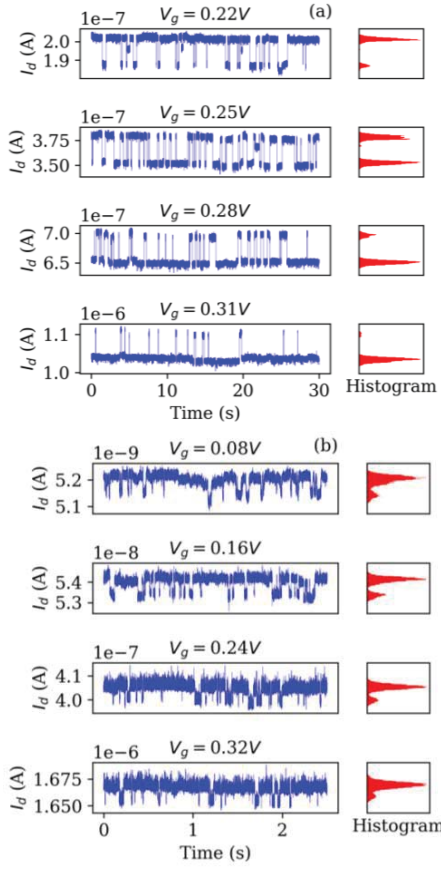 1e−7 V_g = 0.22V (a)
I_d (A) 2.0
1.9
1e−7 V_g = 0.25V
I_d (A) 3.75
3.50
1e−7 V_g = 0.28V
I_d (A) 7.0
6.5
1e−6 V_g = 0.31V
I_d (A) 1.1
1.0
0 10 20 30 Histogram
Time (s)
(b)
1e−9 V_g = 0.08V
I_d (A) 5.2
5.1
1e−8 V_g = 0.16V
I_d (A) 5.4
5.3
1e−7 V_g = 0.24V
I_d (A) 4.1
4.0
1e−6 V_g = 0.32V
I_d (A) 1.675
1.650
0 1 2 Histogram
Time (s)